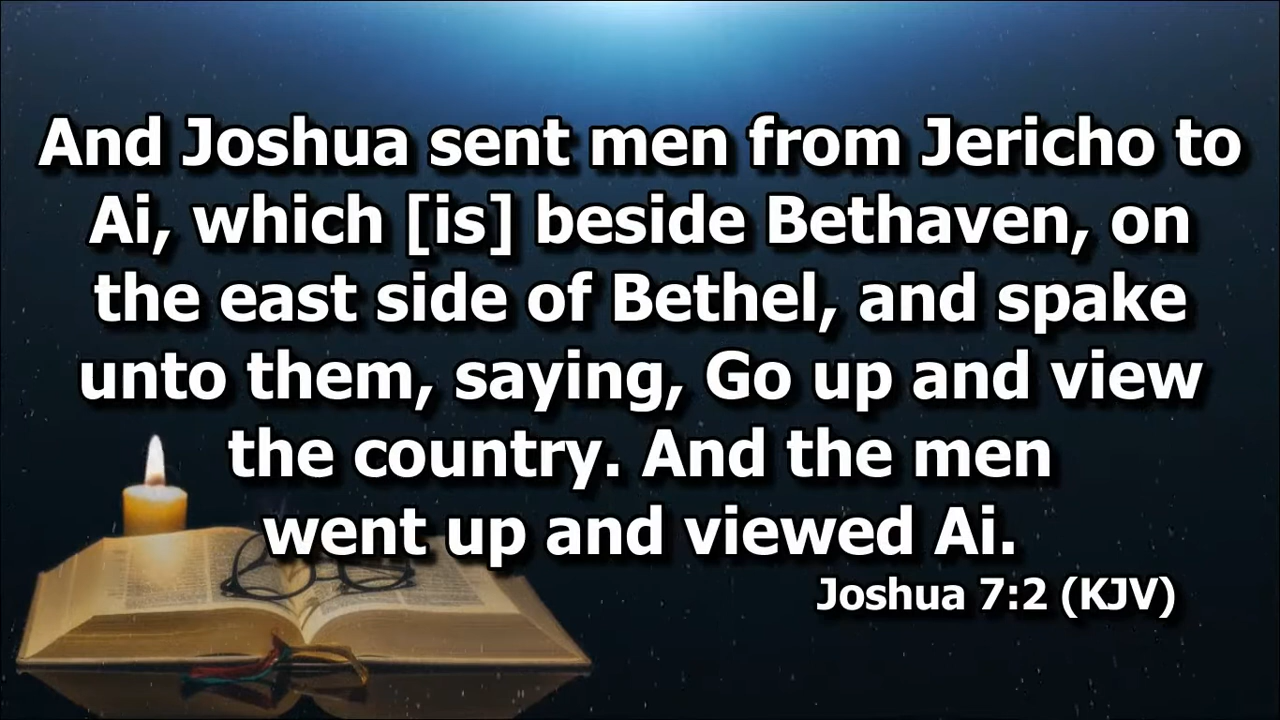 And Joshua sent men from Jericho to
Ai, which [is] beside Bethaven, on
the east side of Bethel, and spake
unto them, saying, Go up and view
the country. And the men
went up and viewed Ai.
Joshua 7:2 (KJV)